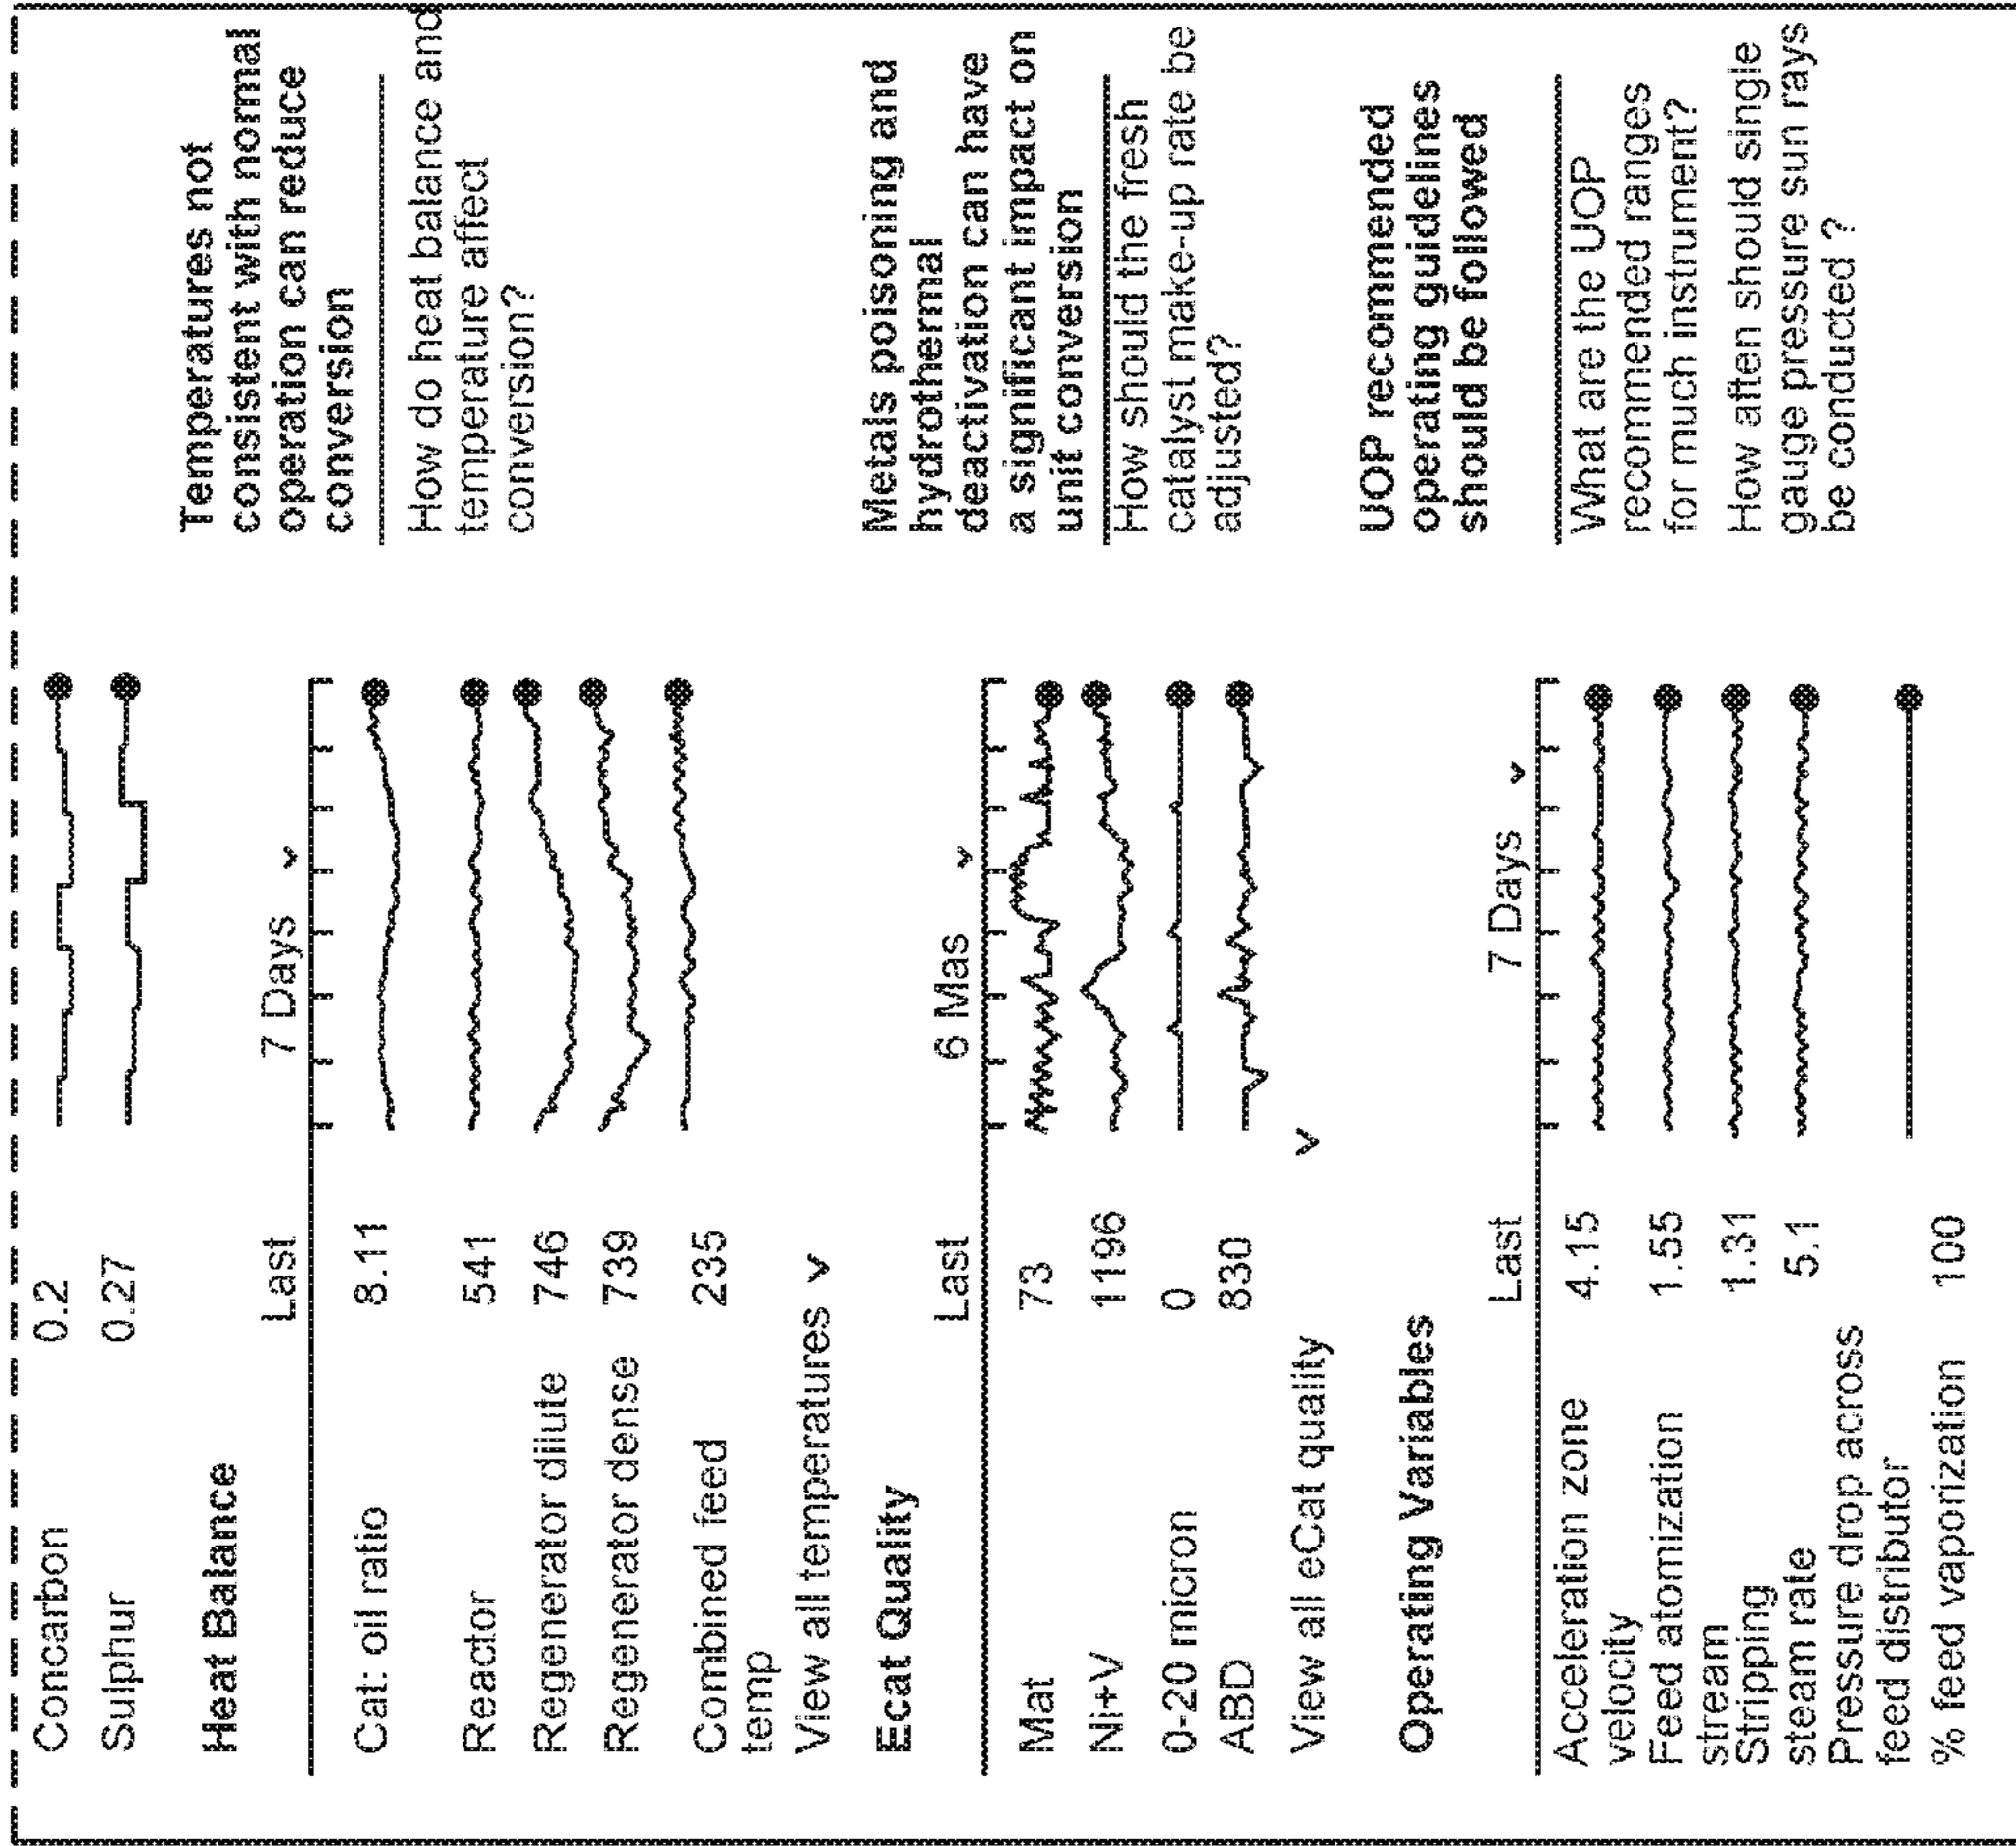 Concarbon 0.2
Sulphur 0.27
Heat Balance
Last 7 Days v
Cat: oil ratio 8.11
Reactor 541
Regenerator dilute 746
Regenerator dense 739
Combined feed 235
temp
View all temperatures v
Temperatures not
consistent with normal
operation can reduce
conversion
How do heat balance and
temperature affect
conversion?
Ecat Quality
Last 6 Mas v
Mat 73
Ni+V 1196
0-20 micron 0
ABD 830
View all eCat quality v
Metals poisoning and
hydrothermal
deactivation can have
a significant impact on
unit conversion
How should the fresh
catalyst make-up rate be
adjusted?
Operating Variables
Last 7 Days v
Acceleration zone 4.15
velocity
Feed atomization 1.55
stream
Stripping 1.31
steam rate 5.1
Pressure drop across
feed distributor
% feed vaporization 100
UOP recommended
operating guidelines
should be followed
What are the UOP
recommended ranges
for much instrument?
How aften should single
gauge pressure sun rays
be conducted ?